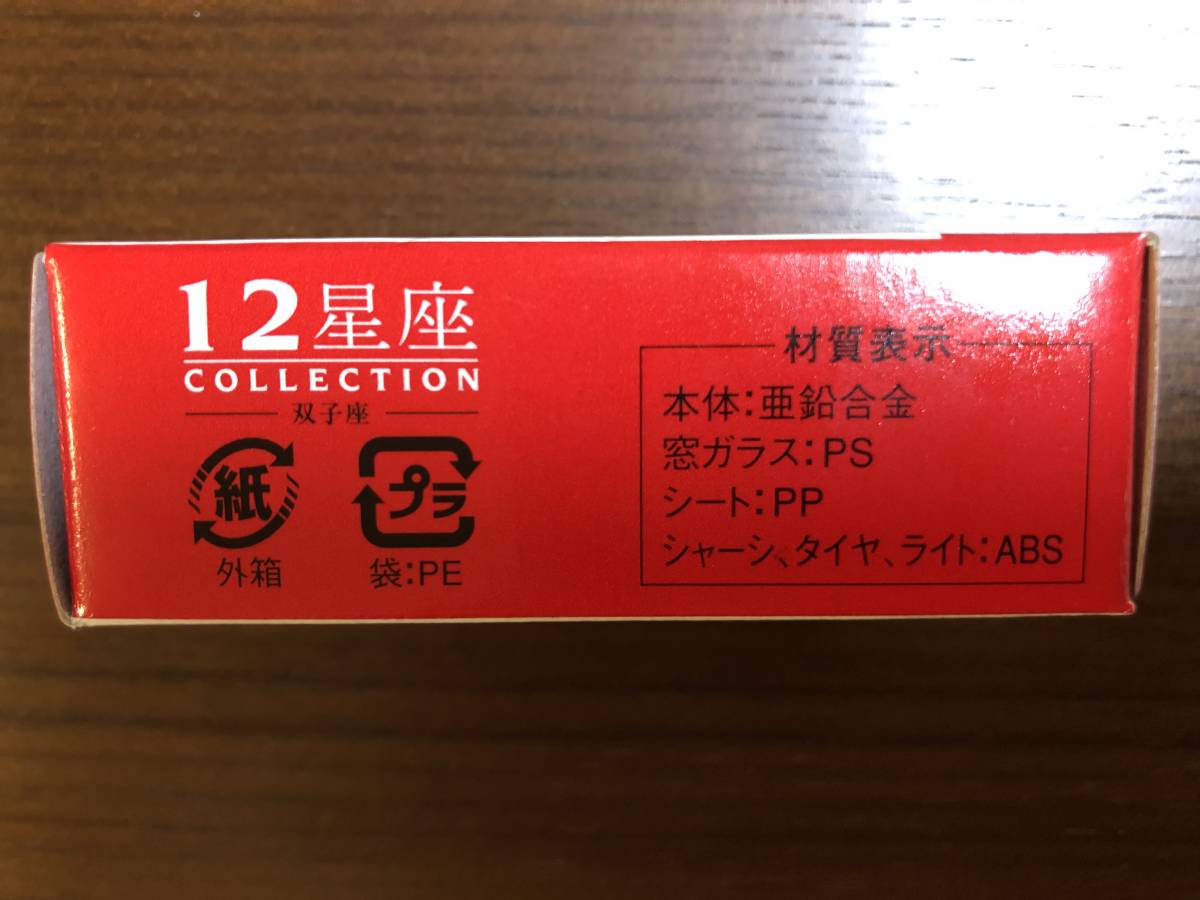 12星座
COLLECTION
双子座
紙
プラ
外箱
袋:PE
材質表示
本体:亜鉛合金
窓ガラス:PS
シート:PP
シャーシ、タイヤ、ライト:ABS